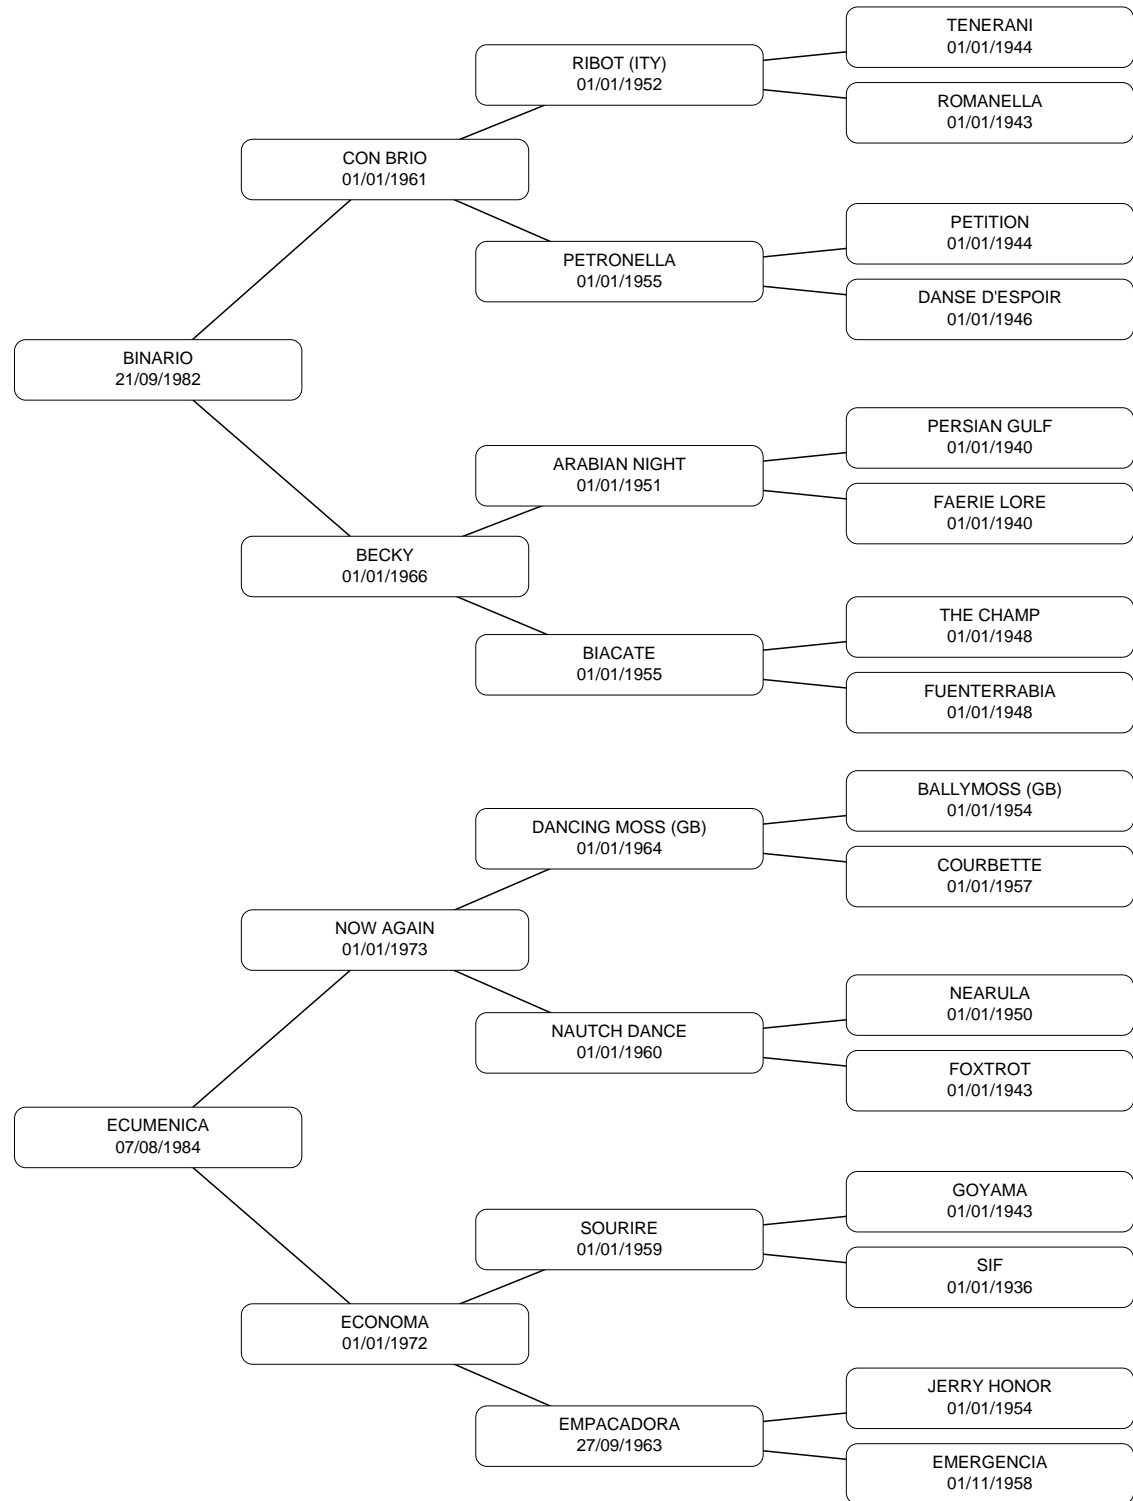 TENERANI
01/01/1944
RIBOT (ITY)
01/01/1952
ROMANELLA
01/01/1943
CON BRIO
01/01/1961
PETITION
01/01/1944
PETRONELLA
01/01/1955
DANSE D'ESPOIR
01/01/1946
BINARIO
21/09/1982
PERSIAN GULF
01/01/1940
ARABIAN NIGHT
01/01/1951
FAERIE LORE
01/01/1940
BECKY
01/01/1966
THE CHAMP
01/01/1948
BIACATE
01/01/1955
FUENTERRABIA
01/01/1948
BALLYMOSS (GB)
01/01/1954
DANCING MOSS (GB)
01/01/1964
COURBETTE
01/01/1957
NOW AGAIN
01/01/1973
NEARULA
01/01/1950
NAUTCH DANCE
01/01/1960
FOXTROT
01/01/1943
ECUMENICA
07/08/1984
GOYAMA
01/01/1943
SOURIRE
01/01/1959
SIF
01/01/1936
ECONOMA
01/01/1972
JERRY HONOR
01/01/1954
EMPACADORA
27/09/1963
EMERGENCIA
01/11/1958